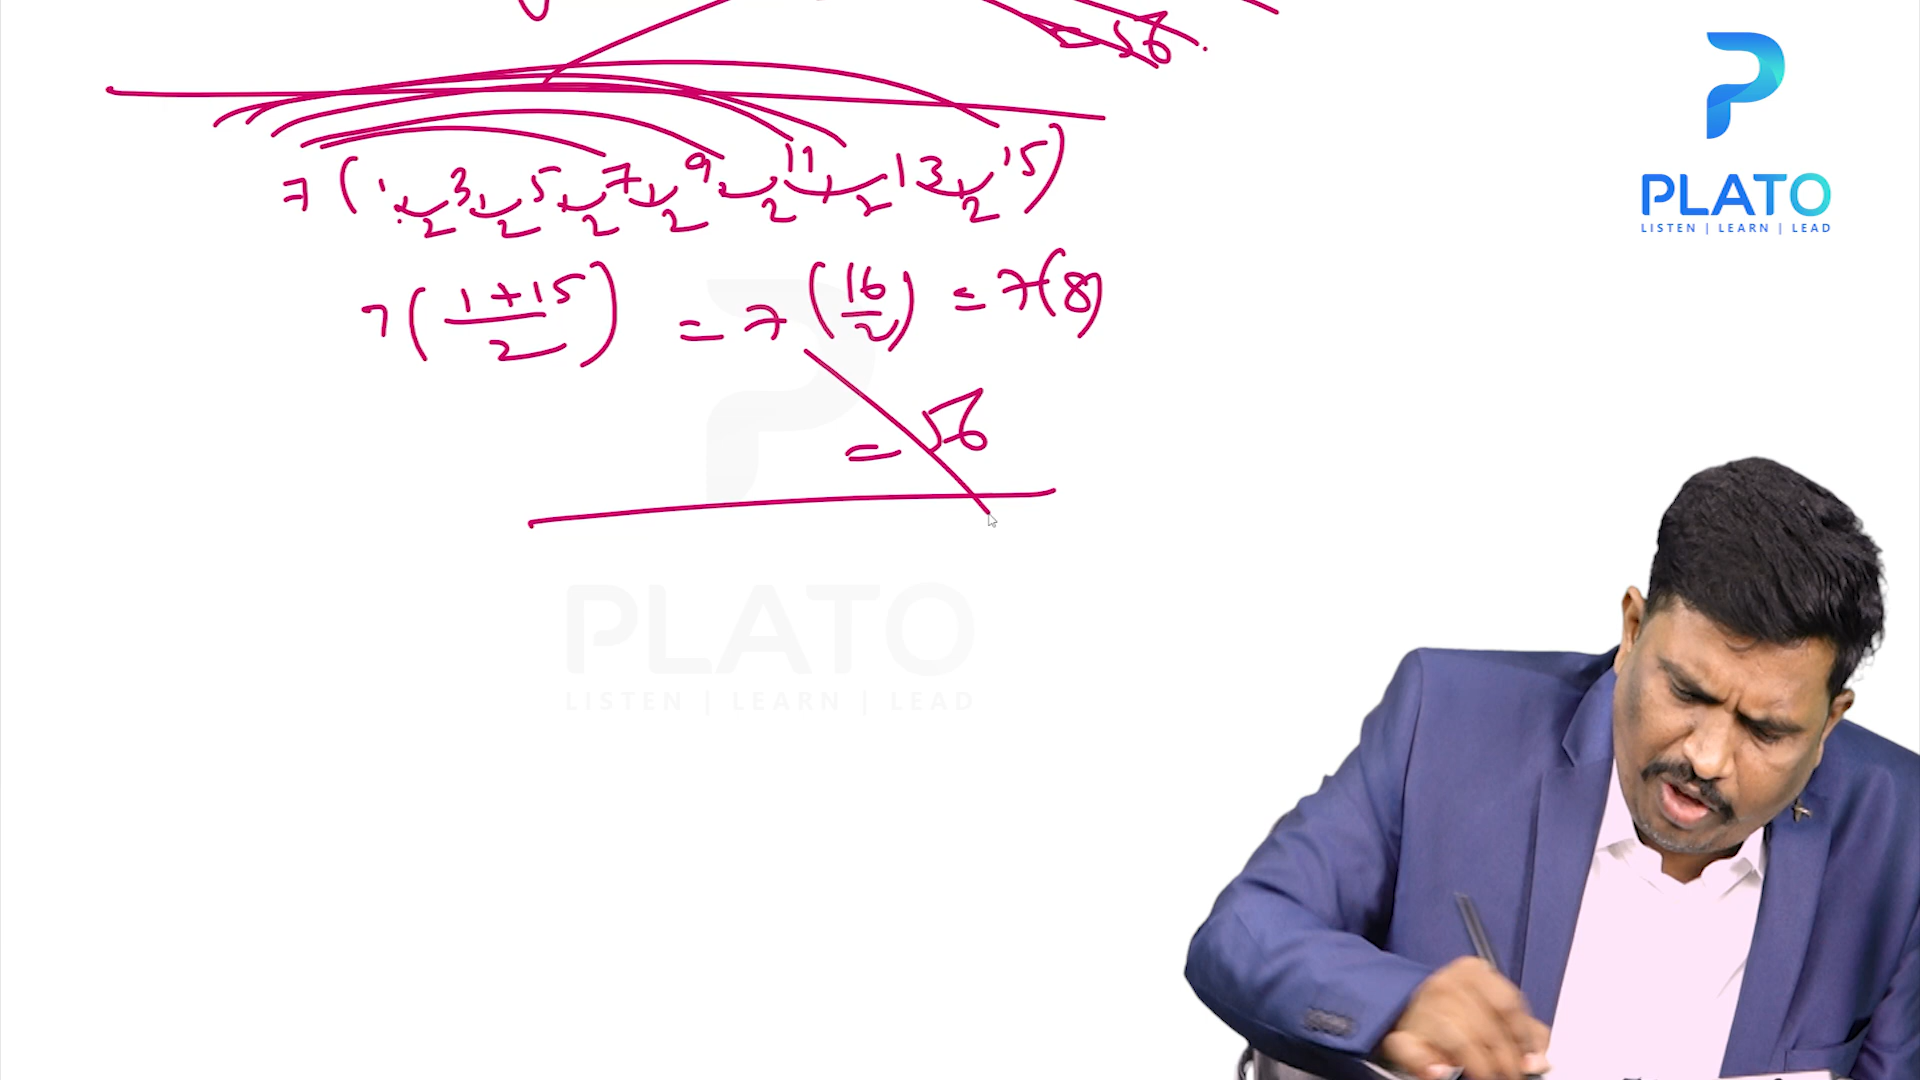 56
PLATO
LISTEN | LEARN | LEAD
7 ( 1 3 5 7 9 11 13 15 )
2 2 2 2 2 2 2
7 ( 1+15 / 2 ) = 7 ( 16 / 2 ) = 7(8)
= 56
PLATO
LISTEN | LEARN | LEAD